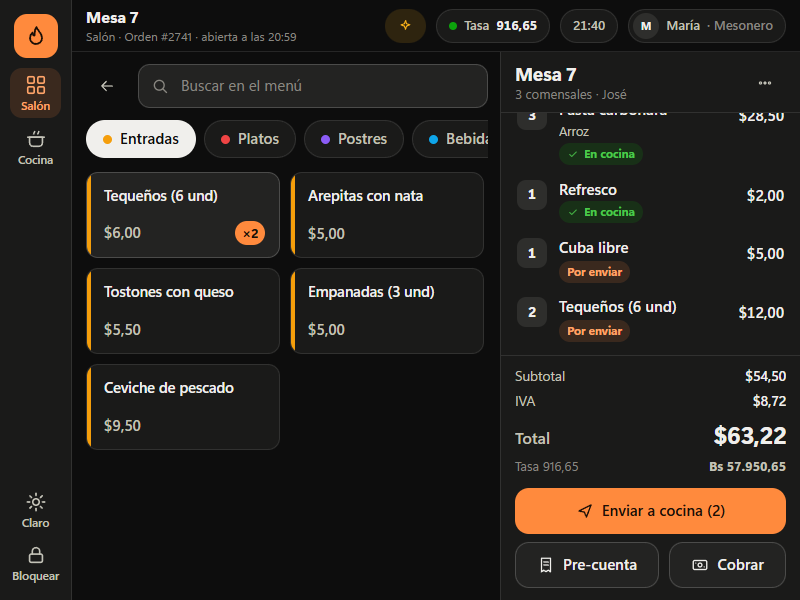 Mesa 7
Salón · Orden #2741 · abierta a las 20:59
Tasa 916,65
21:40
M María · Mesonero
Salón
Cocina
Claro
Bloquear
Buscar en el menú
Entradas
Platos
Postres
Bebida
Tequeños (6 und)
$6,00
×2
Arepitas con nata
$5,00
Tostones con queso
$5,50
Empanadas (3 und)
$5,00
Ceviche de pescado
$9,50
Mesa 7
3 comensales · José
3 Pasta carbonara $28,50
Arroz
En cocina
1 Refresco $2,00
En cocina
1 Cuba libre $5,00
Por enviar
2 Tequeños (6 und) $12,00
Por enviar
Subtotal $54,50
IVA $8,72
Total $63,22
Tasa 916,65 Bs 57.950,65
Enviar a cocina (2)
Pre-cuenta
Cobrar